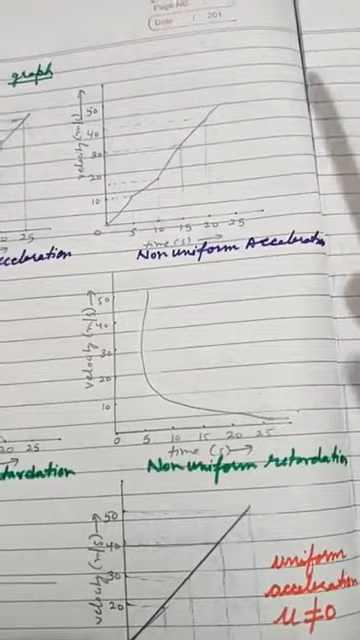 Page No.
Date / / 201
graph
velocity (m/s) →
50
40
30
20
10
0
5 10 15 20 25
time (s) →
25
Non uniform Acceleration
cceleration
velocity (m/s) →
50
40
30
20
10
0 5 10 15 20 25
time (s) →
20 25
Non uniform retardation
tardation
velocity (m/s) →
50
40
30
20
uniform
acceleration
u ≠ 0